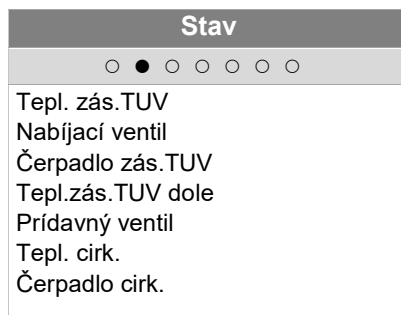 Stav
Tepl. zás.TUV
Nabíjací ventil
Čerpadlo zás.TUV
Tepl.zás.TUV dole
Prídavný ventil
Tepl. cirk.
Čerpadlo cirk.